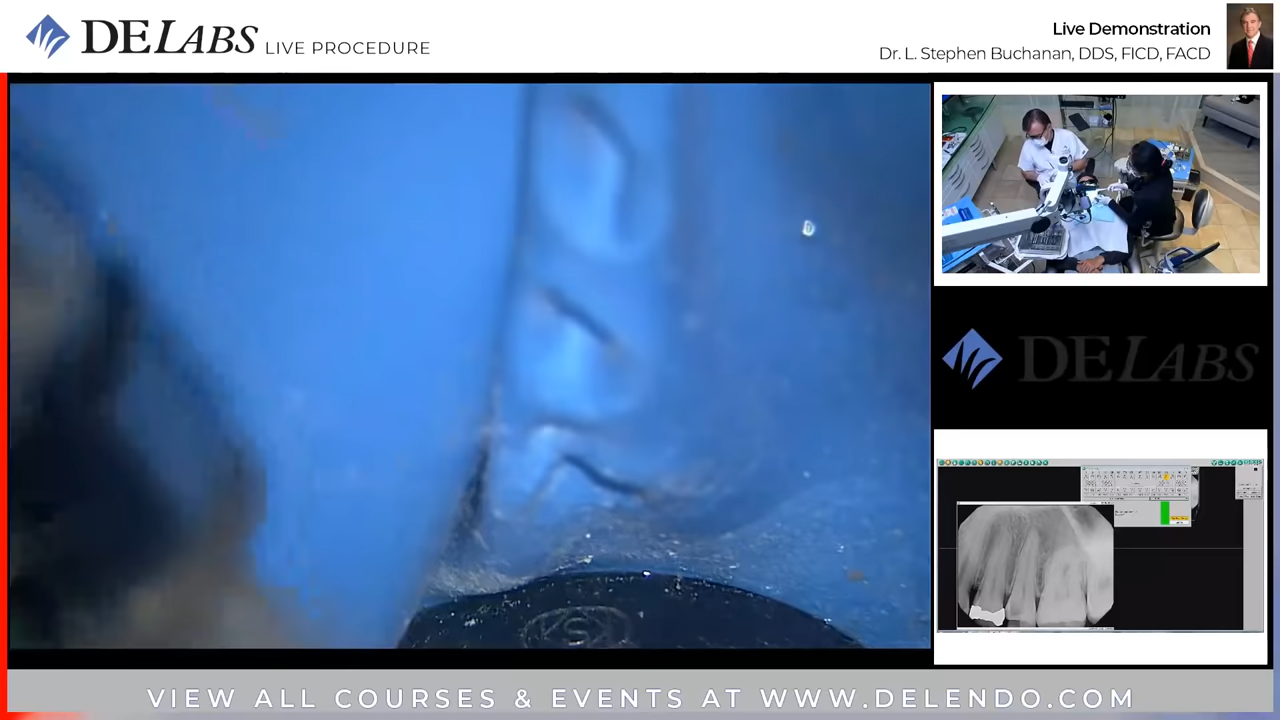 DELABS LIVE PROCEDURE
Live Demonstration
Dr. L. Stephen Buchanan, DDS, FICD, FACD
DELABS
VIEW ALL COURSES & EVENTS AT WWW.DELENDO.COM